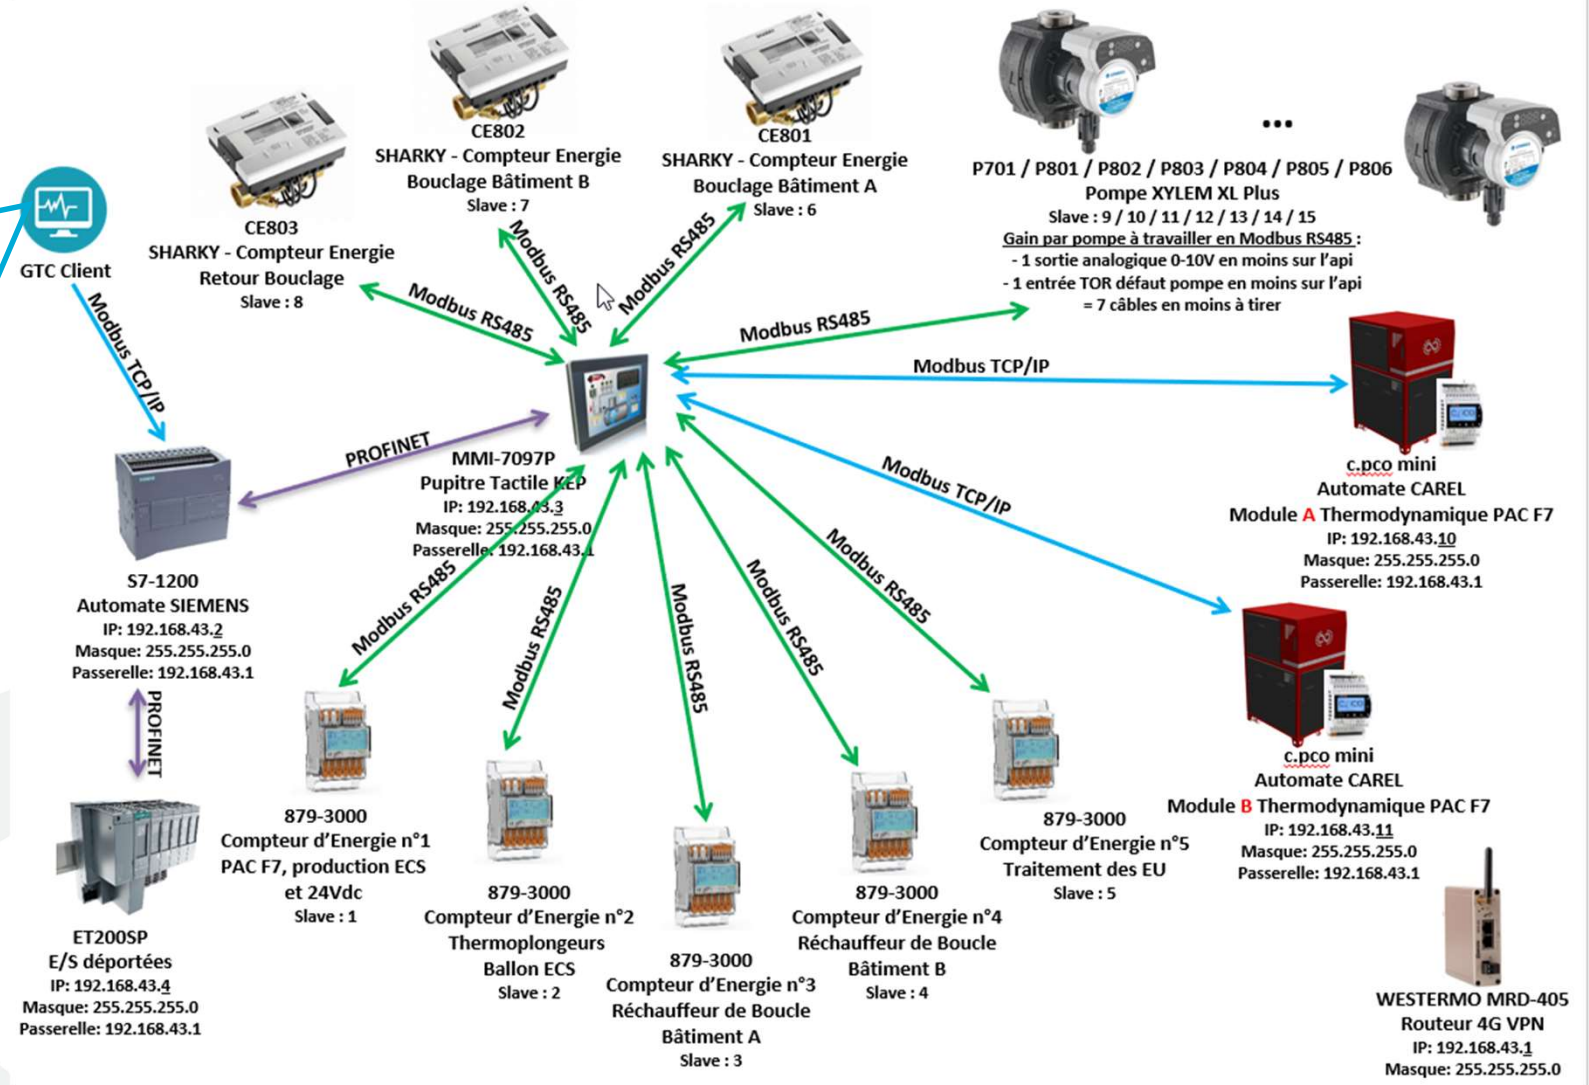 CE802
SHARKY - Compteur Energie
Bouclage Bâtiment B
Slave : 7
CE801
SHARKY - Compteur Energie
Bouclage Bâtiment A
Slave : 6
P701 / P801 / P802 / P803 / P804 / P805 / P806
Pompe XYLEM XL Plus
Slave : 9 / 10 / 11 / 12 / 13 / 14 / 15
Gain par pompe à travailler en Modbus RS485 :
- 1 sortie analogique 0-10V en moins sur l'api
- 1 entrée TOR défaut pompe en moins sur l'api
= 7 câbles en moins à tirer
...
CE803
SHARKY - Compteur Energie
Retour Bouclage
Slave : 8
GTC Client
Modbus TCP/IP
Modbus RS485
Modbus RS485
Modbus RS485
Modbus RS485
Modbus TCP/IP
Modbus TCP/IP
PROFINET
MMI-7097P
Pupitre Tactile KEP
IP: 192.168.43.3
Masque: 255.255.255.0
Passerelle: 192.168.43.1
c.pco mini
Automate CAREL
Module A Thermodynamique PAC F7
IP: 192.168.43.10
Masque: 255.255.255.0
Passerelle: 192.168.43.1
S7-1200
Automate SIEMENS
IP: 192.168.43.2
Masque: 255.255.255.0
Passerelle: 192.168.43.1
PROFINET
Modbus RS485
Modbus RS485
Modbus RS485
Modbus RS485
Modbus RS485
c.pco mini
Automate CAREL
Module B Thermodynamique PAC F7
IP: 192.168.43.11
Masque: 255.255.255.0
Passerelle: 192.168.43.1
879-3000
Compteur d'Energie n°1
PAC F7, production ECS
et 24Vdc
Slave : 1
879-3000
Compteur d'Energie n°2
Thermoplongeurs
Ballon ECS
Slave : 2
879-3000
Compteur d'Energie n°3
Réchauffeur de Boucle
Bâtiment A
Slave : 3
879-3000
Compteur d'Energie n°4
Réchauffeur de Boucle
Bâtiment B
Slave : 4
879-3000
Compteur d'Energie n°5
Traitement des EU
Slave : 5
ET200SP
E/S déportées
IP: 192.168.43.4
Masque: 255.255.255.0
Passerelle: 192.168.43.1
WESTERMO MRD-405
Routeur 4G VPN
IP: 192.168.43.1
Masque: 255.255.255.0